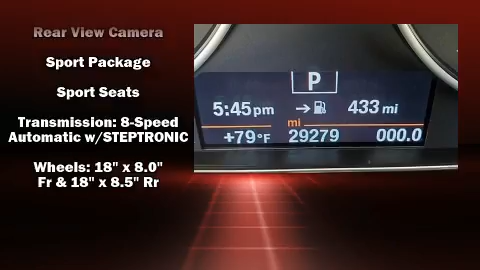 Rear View Camera
Sport Package
Sport Seats
Transmission: 8-Speed
Automatic w/STEPTRONIC
Wheels: 18" x 8.0"
Fr & 18" x 8.5" Rr
P
5:45pm → 433 mi
mi
+79°F 29279 000.0